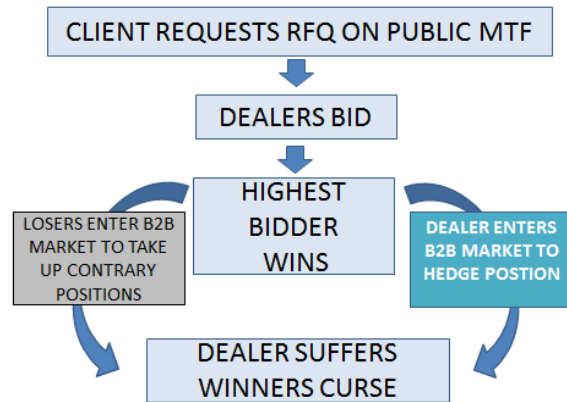 CLIENT REQUESTS RFQ ON PUBLIC MTF
DEALERS BID
HIGHEST
BIDDER
WINS
LOSERS ENTER B2B
MARKET TO TAKE
UP CONTRARY
POSITIONS
DEALER ENTERS
B2B MARKET TO
HEDGE POSTION
DEALER SUFFERS
WINNERS CURSE